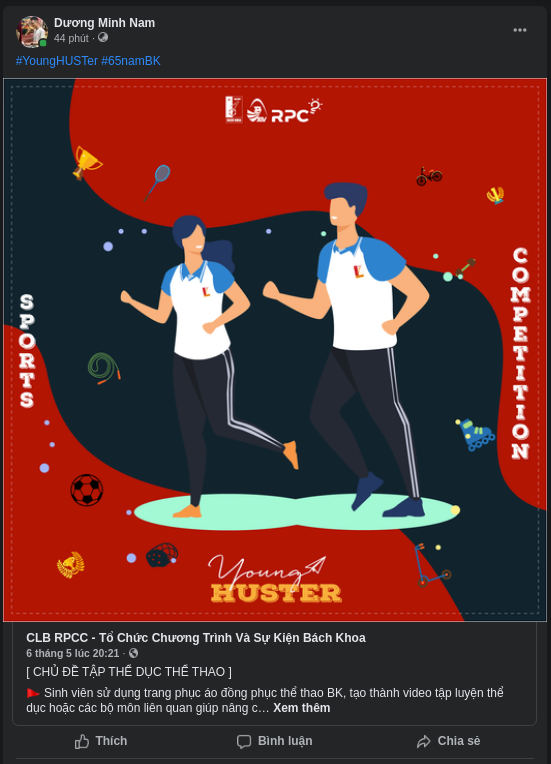 Dương Minh Nam
44 phút ·
#YoungHUSTer #65namBK
RPC
SPORTS
COMPETITION
Young
HUSTER
CLB RPCC - Tổ Chức Chương Trình Và Sự Kiện Bách Khoa
6 tháng 5 lúc 20:21 ·
[ CHỦ ĐỀ TẬP THỂ DỤC THỂ THAO ]
Sinh viên sử dụng trang phục áo đồng phục thể thao BK, tạo thành video tập luyện thể
dục hoặc các bộ môn liên quan giúp nâng c… Xem thêm
Thích
Bình luận
Chia sẻ